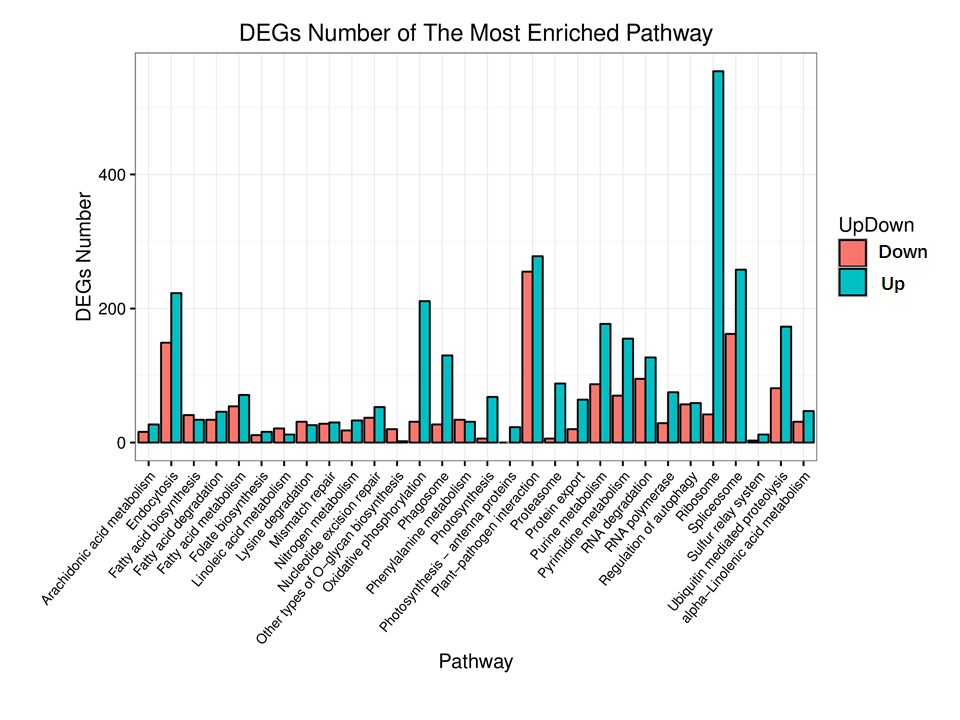 DEGs Number of The Most Enriched Pathway
DEGs Number
400
200
0
UpDown
Down
Up
Arachidonic acid metabolism
Endocytosis
Fatty acid biosynthesis
Fatty acid degradation
Fatty acid metabolism
Folate biosynthesis
Linoleic acid metabolism
Lysine degradation
Mismatch repair
Nitrogen metabolism
Nucleotide excision repair
Other types of O−glycan biosynthesis
Oxidative phosphorylation
Phagosome
Phenylalanine metabolism
Photosynthesis
Photosynthesis − antenna proteins
Plant−pathogen interaction
Proteasome
Protein export
Purine metabolism
Pyrimidine metabolism
RNA degradation
RNA polymerase
Regulation of autophagy
Ribosome
Spliceosome
Sulfur relay system
Ubiquitin mediated proteolysis
alpha−Linolenic acid metabolism
Pathway